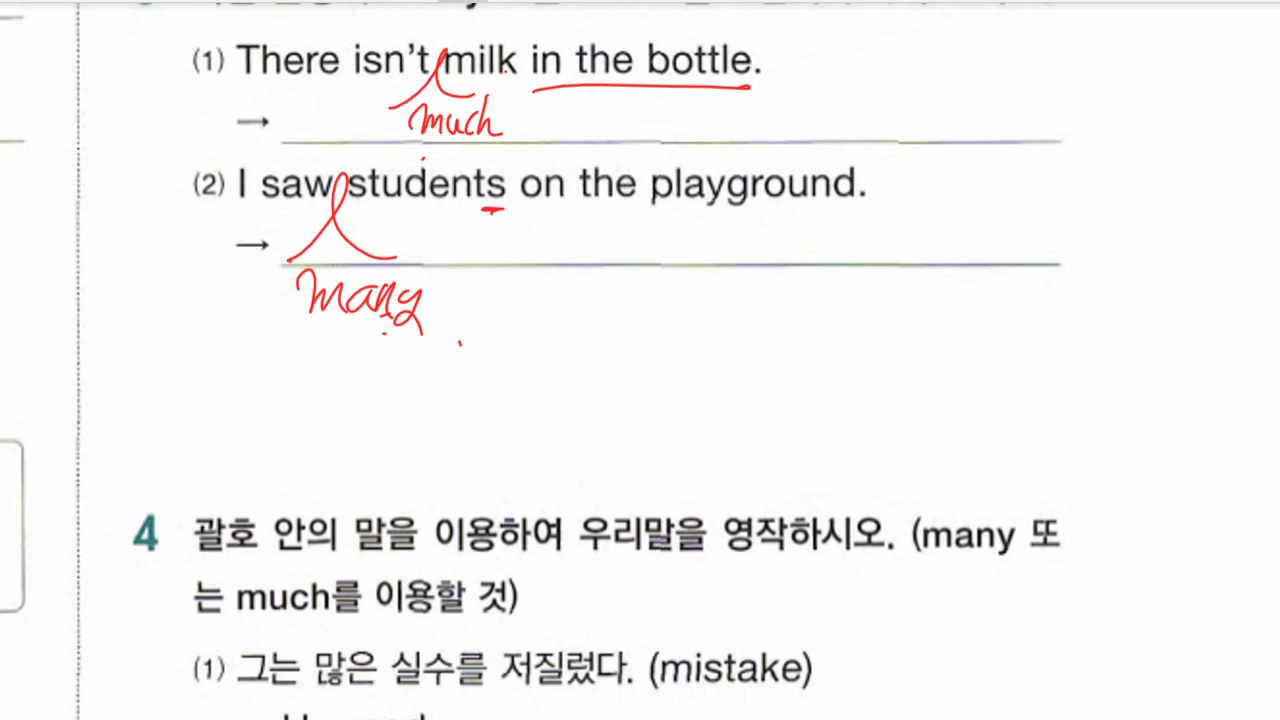 (1) There isn't milk in the bottle.
much
→
(2) I saw students on the playground.
→
many
4 괄호 안의 말을 이용하여 우리말을 영작하시오. (many 또
는 much를 이용할 것)
(1) 그는 많은 실수를 저질렀다. (mistake)